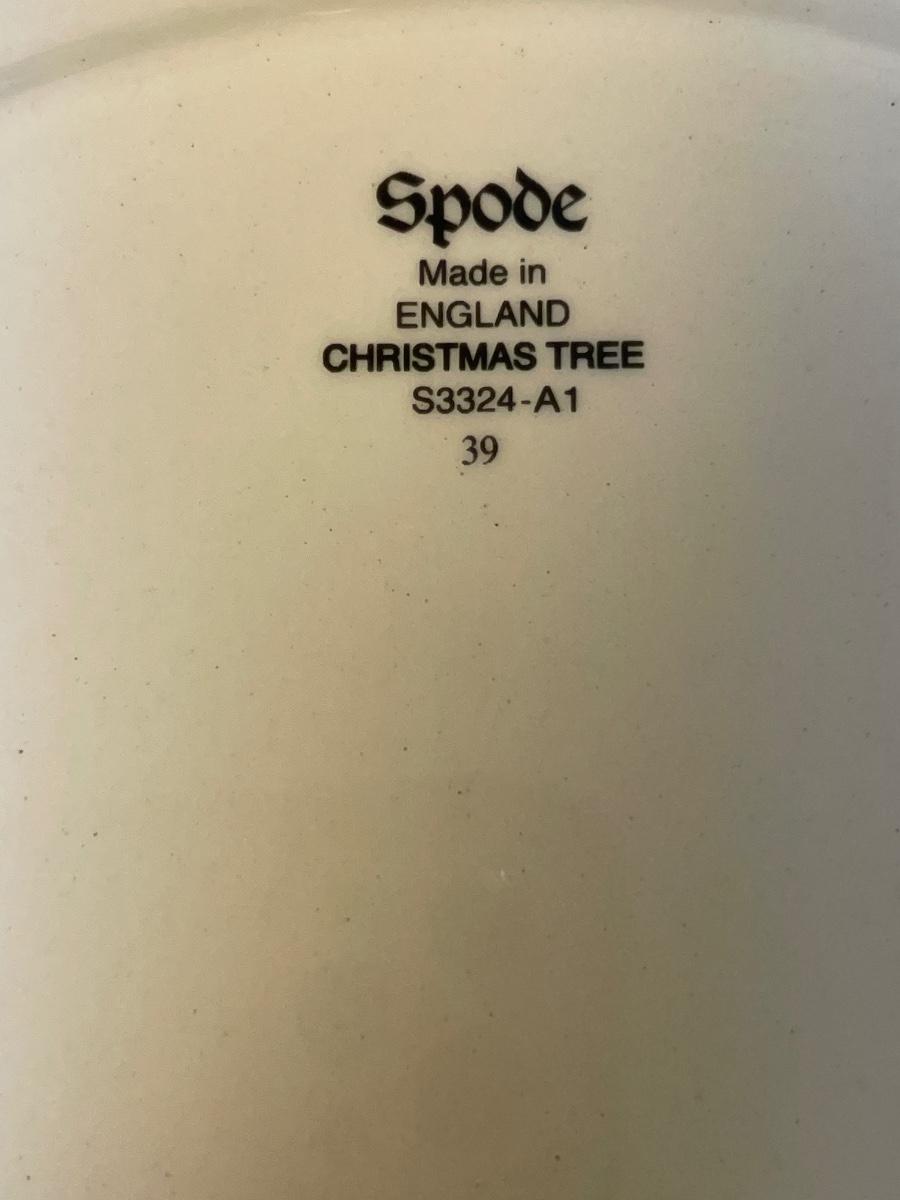 Spode
Made in
ENGLAND
CHRISTMAS TREE
S3324-A1
39